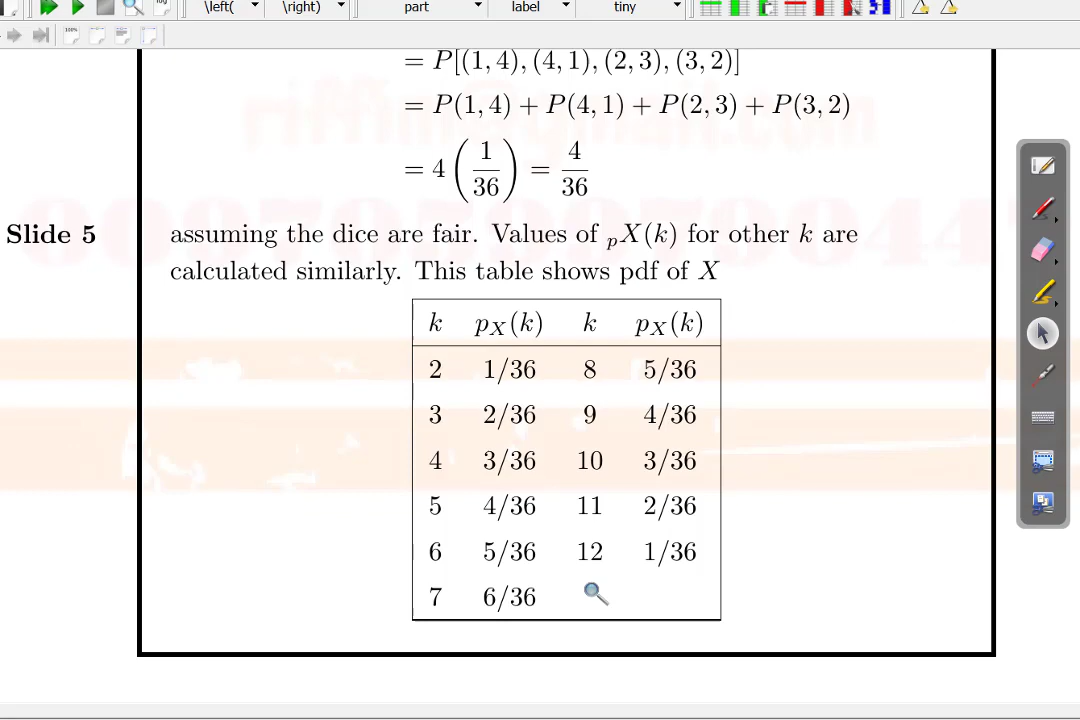 \left( \right) part label tiny
= P[(1, 4), (4, 1), (2, 3), (3, 2)]
= P(1, 4) + P(4, 1) + P(2, 3) + P(3, 2)
= 4 (1/36) = 4/36
Slide 5 assuming the dice are fair. Values of ₚX(k) for other k are
calculated similarly. This table shows pdf of X
k p_X(k) k p_X(k)
2 1/36 8 5/36
3 2/36 9 4/36
4 3/36 10 3/36
5 4/36 11 2/36
6 5/36 12 1/36
7 6/36